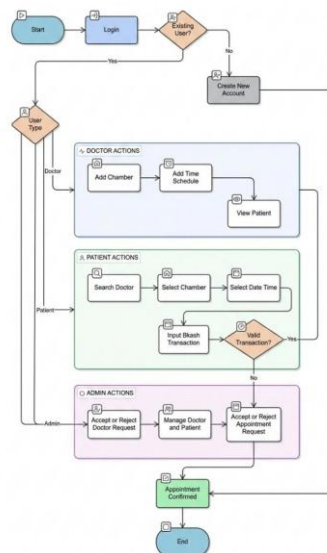 Start
Login
Existing
User?
Yes
No
Create New
Account
User
Type
Doctor
DOCTOR ACTIONS
Add Chamber
Add Time
Schedule
View Patient
PATIENT ACTIONS
Search Doctor
Select Chamber
Select Date Time
Input Bkash
Transaction
Valid
Transaction?
Yes
Patient
No
ADMIN ACTIONS
Accept or Reject
Doctor Request
Manage Doctor
and Patient
Accept or Reject
Appointment
Request
Admin
Appointment
Confirmed
End